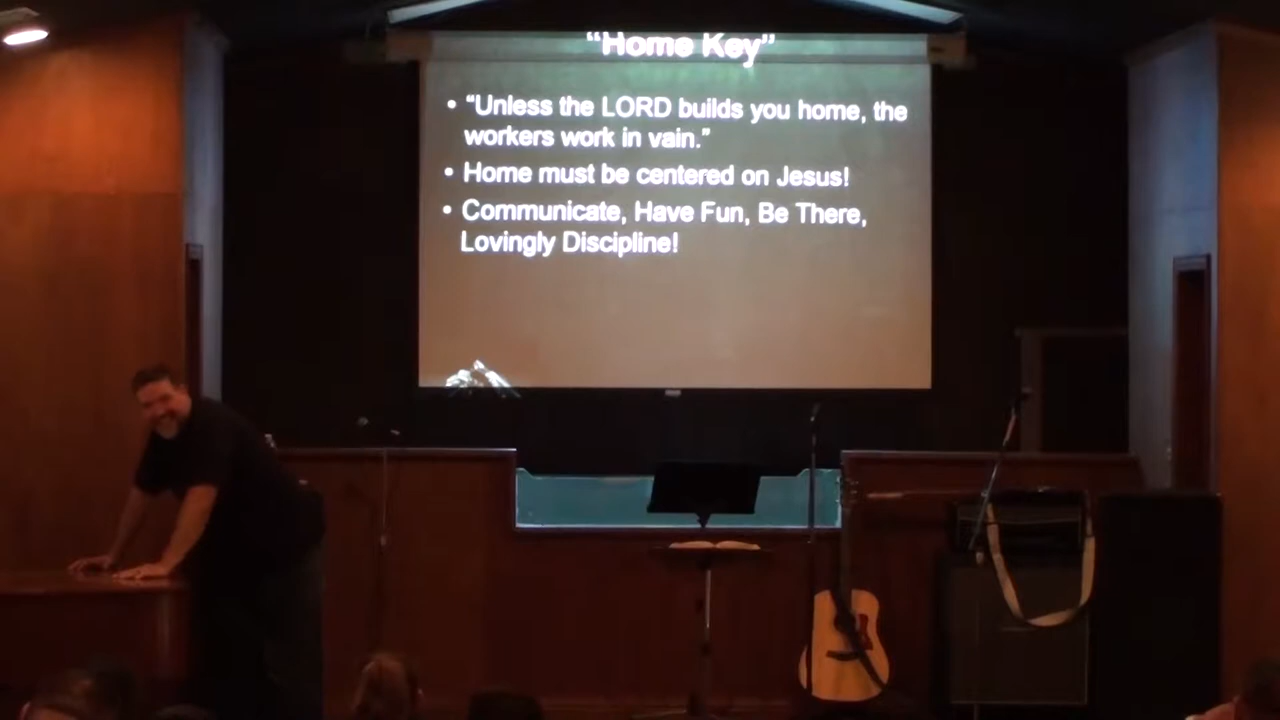 “Home Key”
• “Unless the LORD builds you home, the
workers work in vain.”
• Home must be centered on Jesus!
• Communicate, Have Fun, Be There,
Lovingly Discipline!